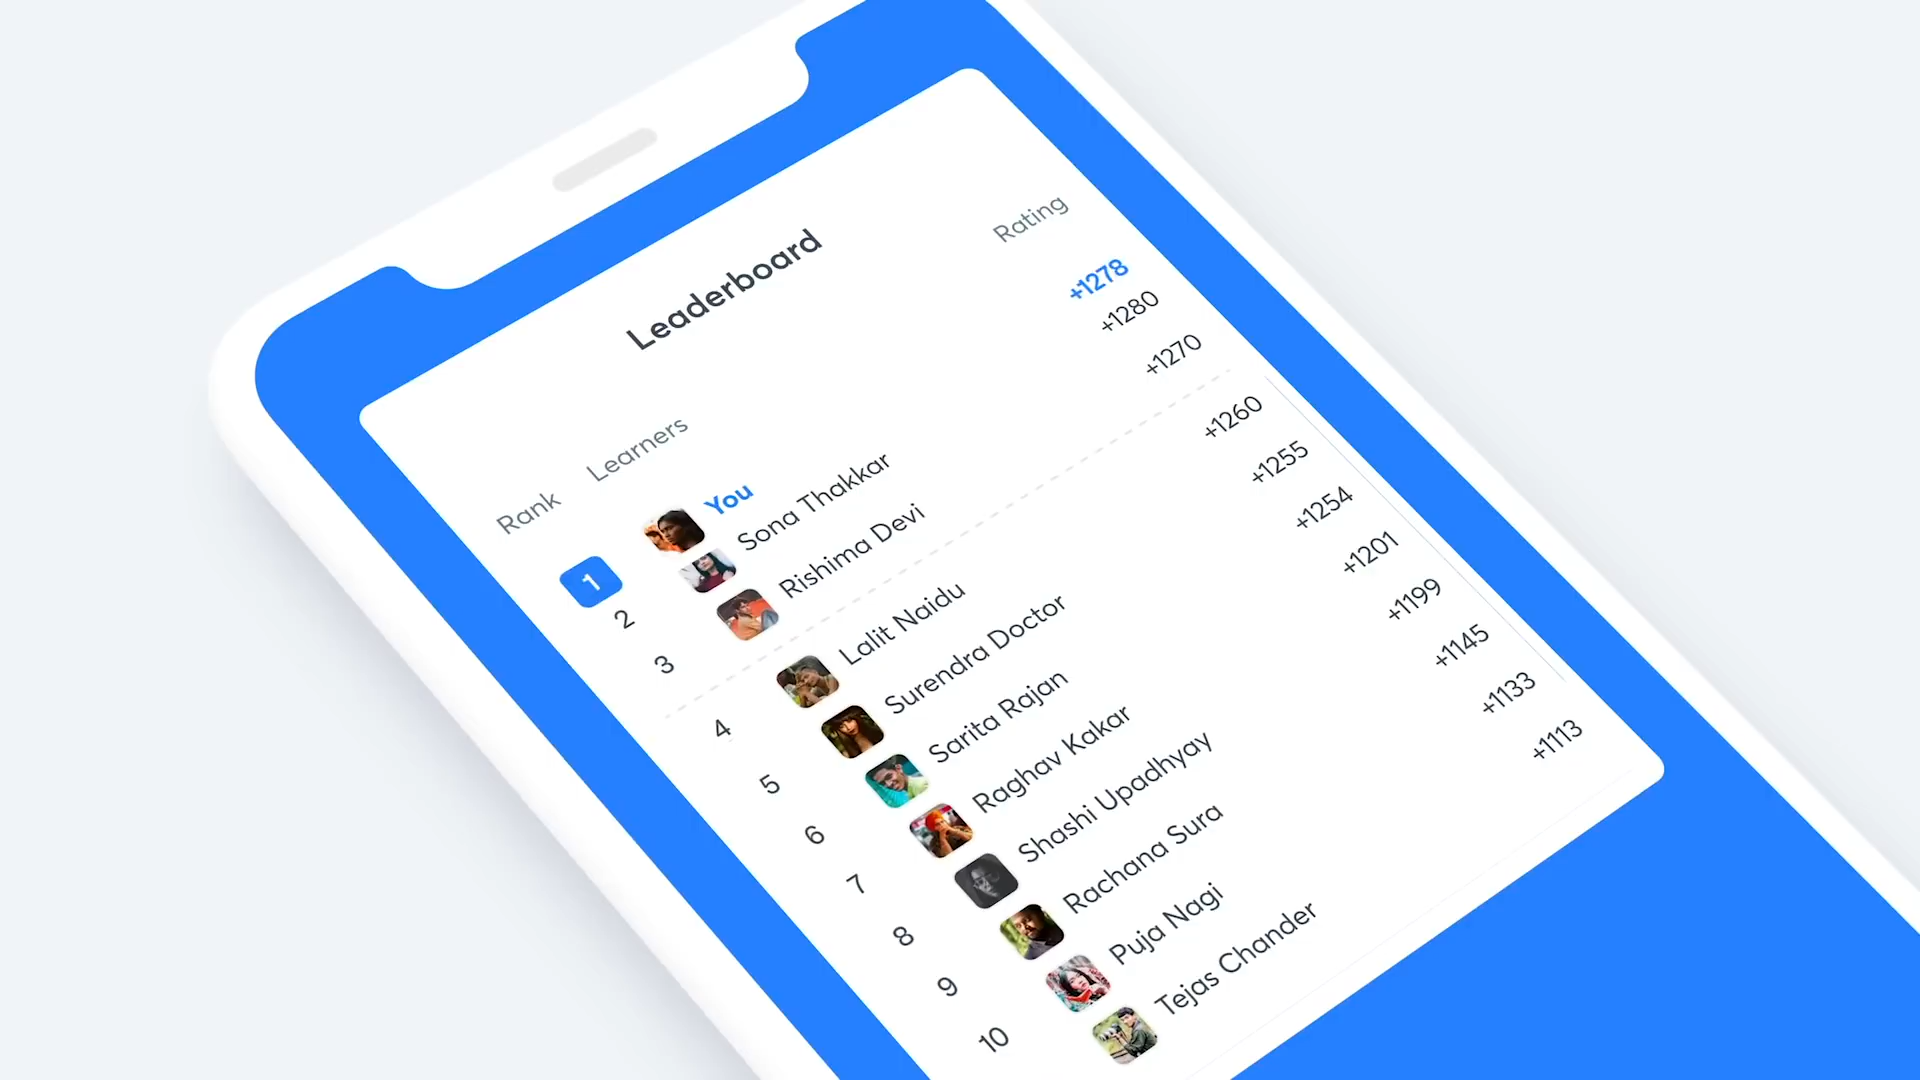 Leaderboard
Rank Learners Rating
1 You +1278
2 Sona Thakkar +1280
3 Rishima Devi +1270
4 Lalit Naidu +1260
5 Surendra Doctor +1255
6 Sarita Rajan +1254
7 Raghav Kakar +1201
8 Shashi Upadhyay +1199
9 Rachana Sura +1145
10 Puja Nagi +1133
Tejas Chander +1113